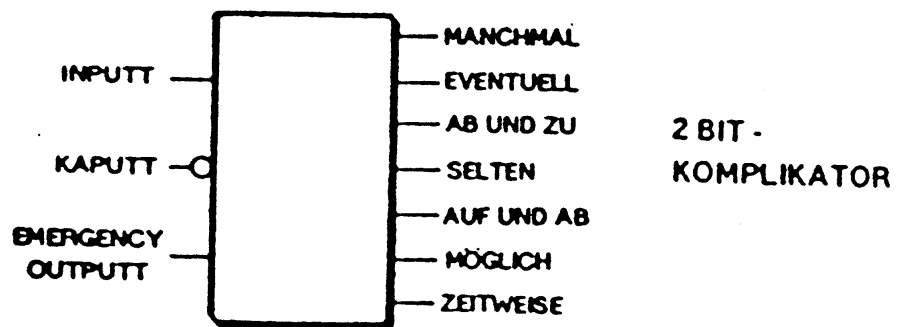 INPUTT
KAPUTT
EMERGENCY
OUTPUTT
MANCHMAL
EVENTUELL
AB UND ZU
SELTEN
AUF UND AB
MÖGLICH
ZEITWEISE
2 BIT -
KOMPLIKATOR